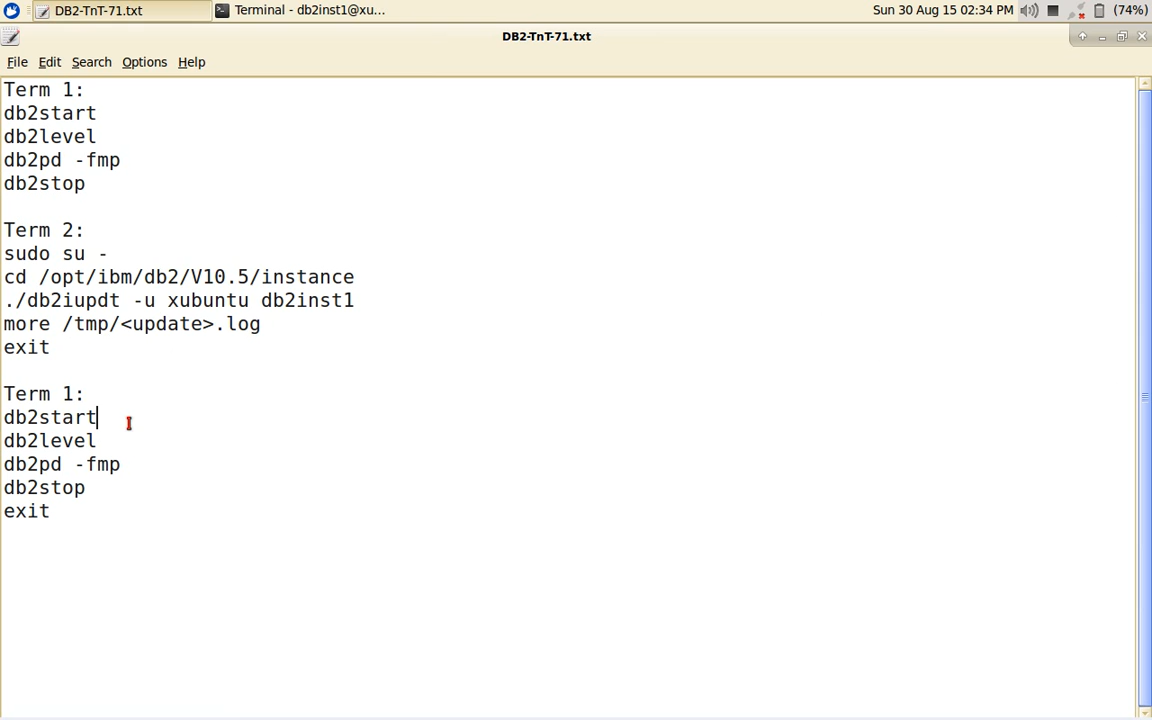 DB2-TnT-71.txt
Terminal - db2inst1@xu...
Sun 30 Aug 15 02:34 PM
(74%)
DB2-TnT-71.txt
File Edit Search Options Help
Term 1:
db2start
db2level
db2pd -fmp
db2stop
Term 2:
sudo su -
cd /opt/ibm/db2/V10.5/instance
./db2iupdt -u xubuntu db2inst1
more /tmp/<update>.log
exit
Term 1:
db2start
db2level
db2pd -fmp
db2stop
exit